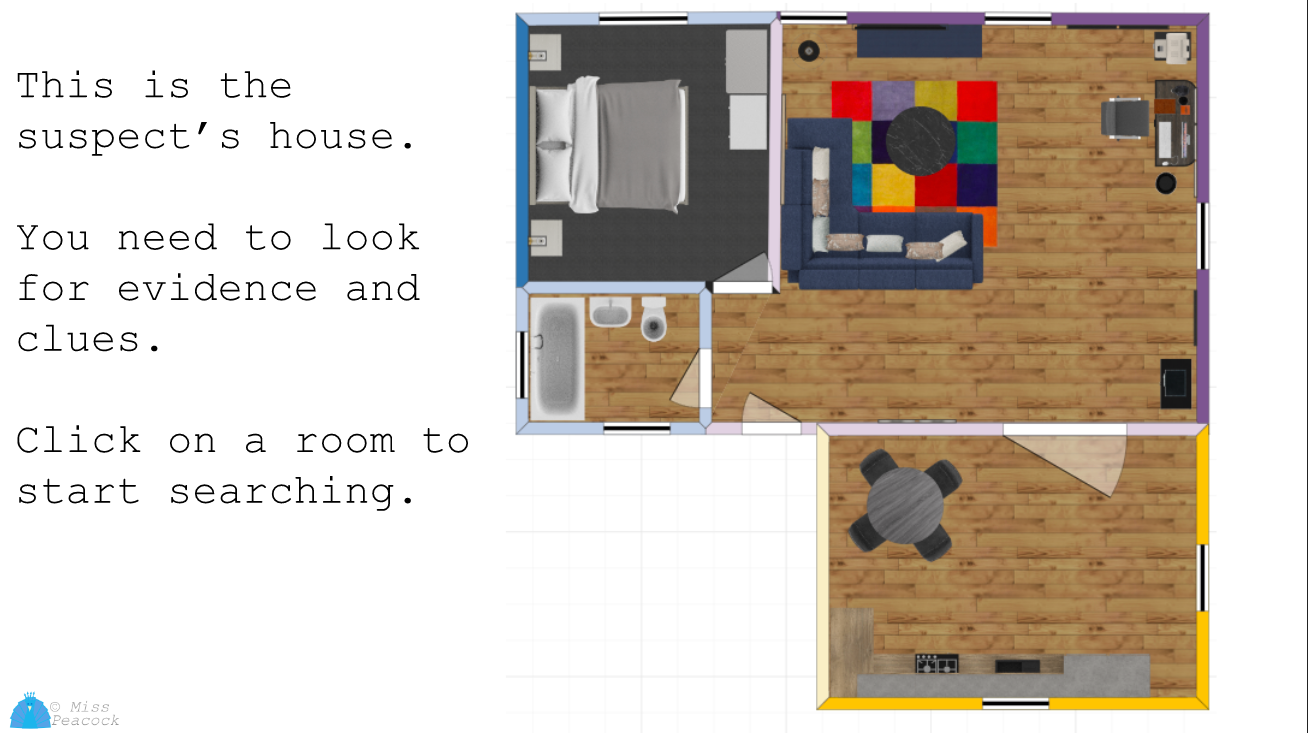 This is the
suspect’s house.
You need to look
for evidence and
clues.
Click on a room to
start searching.
© Miss
Peacock